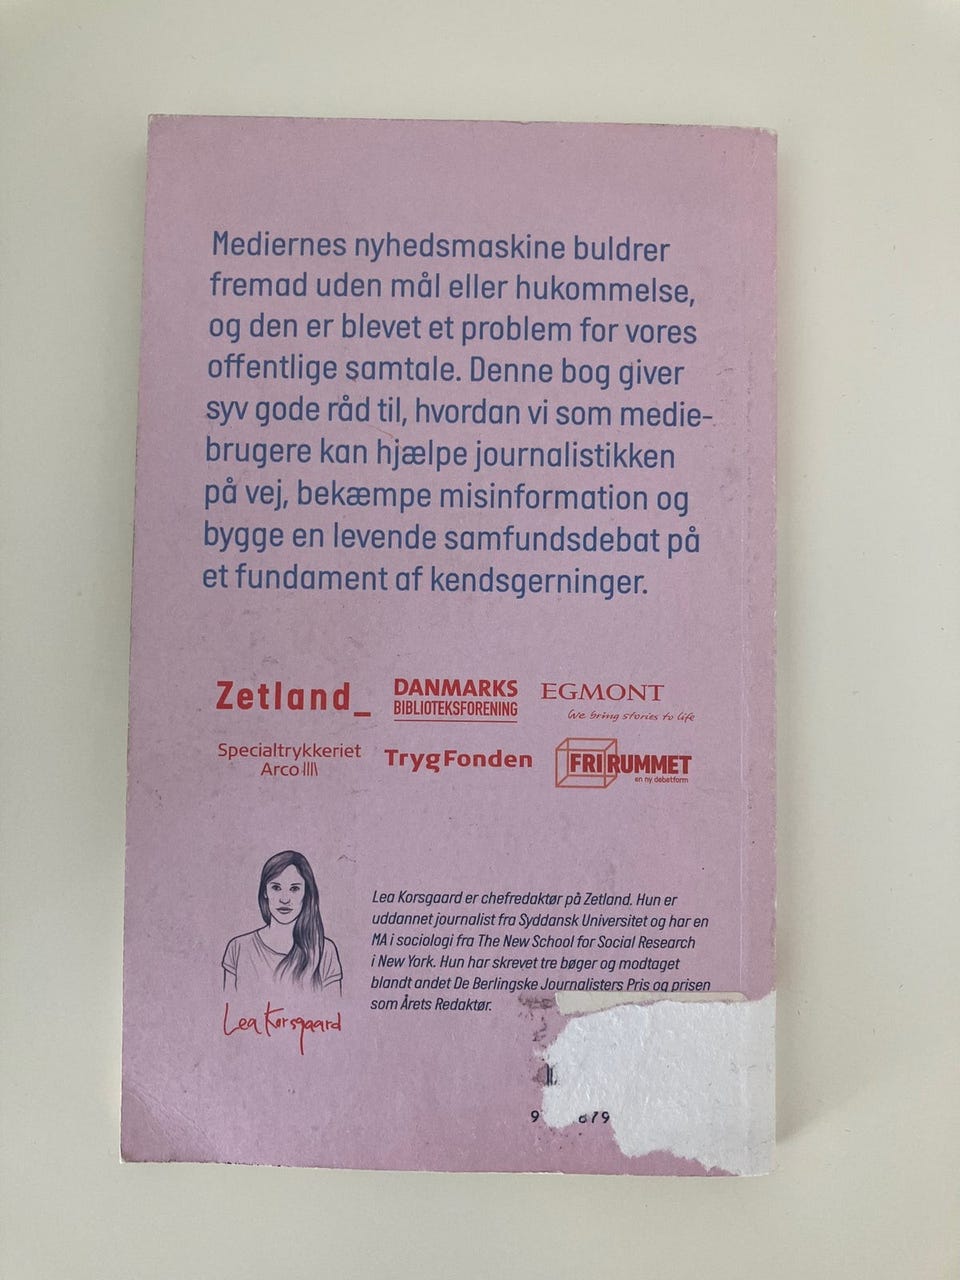 Mediernes nyhedsmaskine buldrer
fremad uden mål eller hukommelse,
og den er blevet et problem for vores
offentlige samtale. Denne bog giver
syv gode råd til, hvordan vi som medie-
brugere kan hjælpe journalistikken
på vej, bekæmpe misinformation og
bygge en levende samfundsdebat på
et fundament af kendsgerninger.
Zetland_
DANMARKS
BIBLIOTEKSFORENING
EGMONT
We bring stories to life
Specialtrykkeriet
Arco
TrygFonden
FRIRUMMET
en ny debatform
Lea Korsgaard er chefredaktør på Zetland. Hun er
uddannet journalist fra Syddansk Universitet og har en
MA i sociologi fra The New School for Social Research
i New York. Hun har skrevet tre bøger og modtaget
blandt andet De Berlingske Journalisters Pris og prisen
som Årets Redaktør.
Lea Korsgaard
9 879